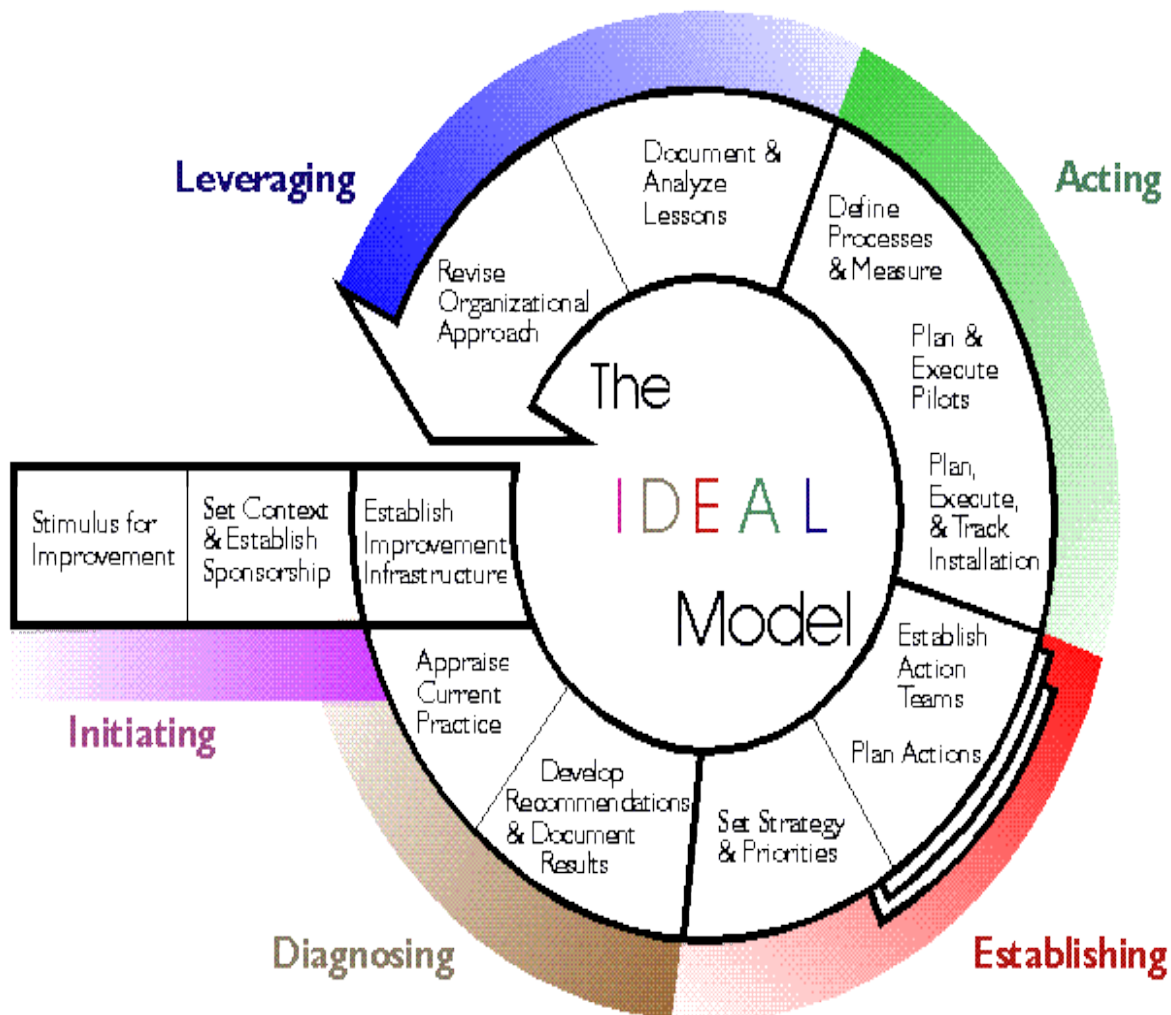 Leveraging
Acting
Diagnosing
Establishing
Initiating
The
IDEAL
Model
Stimulus for
Improvement
Set Context
& Establish
Sponsorship
Establish
Improvement
Infrastructure
Appraise
Current
Practice
Develop
Recommendations
& Document
Results
Set Strategy
& Priorities
Plan Actions
Establish
Action
Teams
Plan,
Execute,
& Track
Installation
Plan &
Execute
Pilots
Define
Processes
& Measure
Document &
Analyze
Lessons
Revise
Organizational
Approach